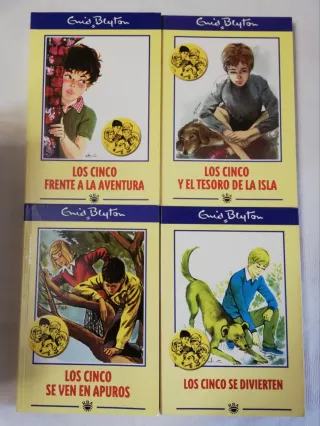 Enid Blyton
LOS CINCO
FRENTE A LA AVENTURA
Enid Blyton
LOS CINCO
Y EL TESORO DE LA ISLA
Enid Blyton
LOS CINCO
SE VEN EN APUROS
Enid Blyton
LOS CINCO SE DIVIERTEN